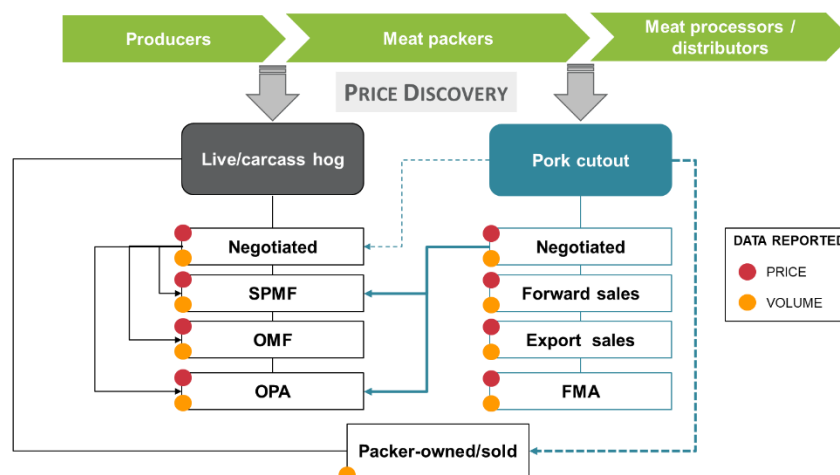 Producers
Meat packers
Meat processors /
distributors
PRICE DISCOVERY
Live/carcass hog
Pork cutout
Negotiated
SPMF
OMF
OPA
Negotiated
Forward sales
Export sales
FMA
DATA REPORTED
PRICE
VOLUME
Packer-owned/sold